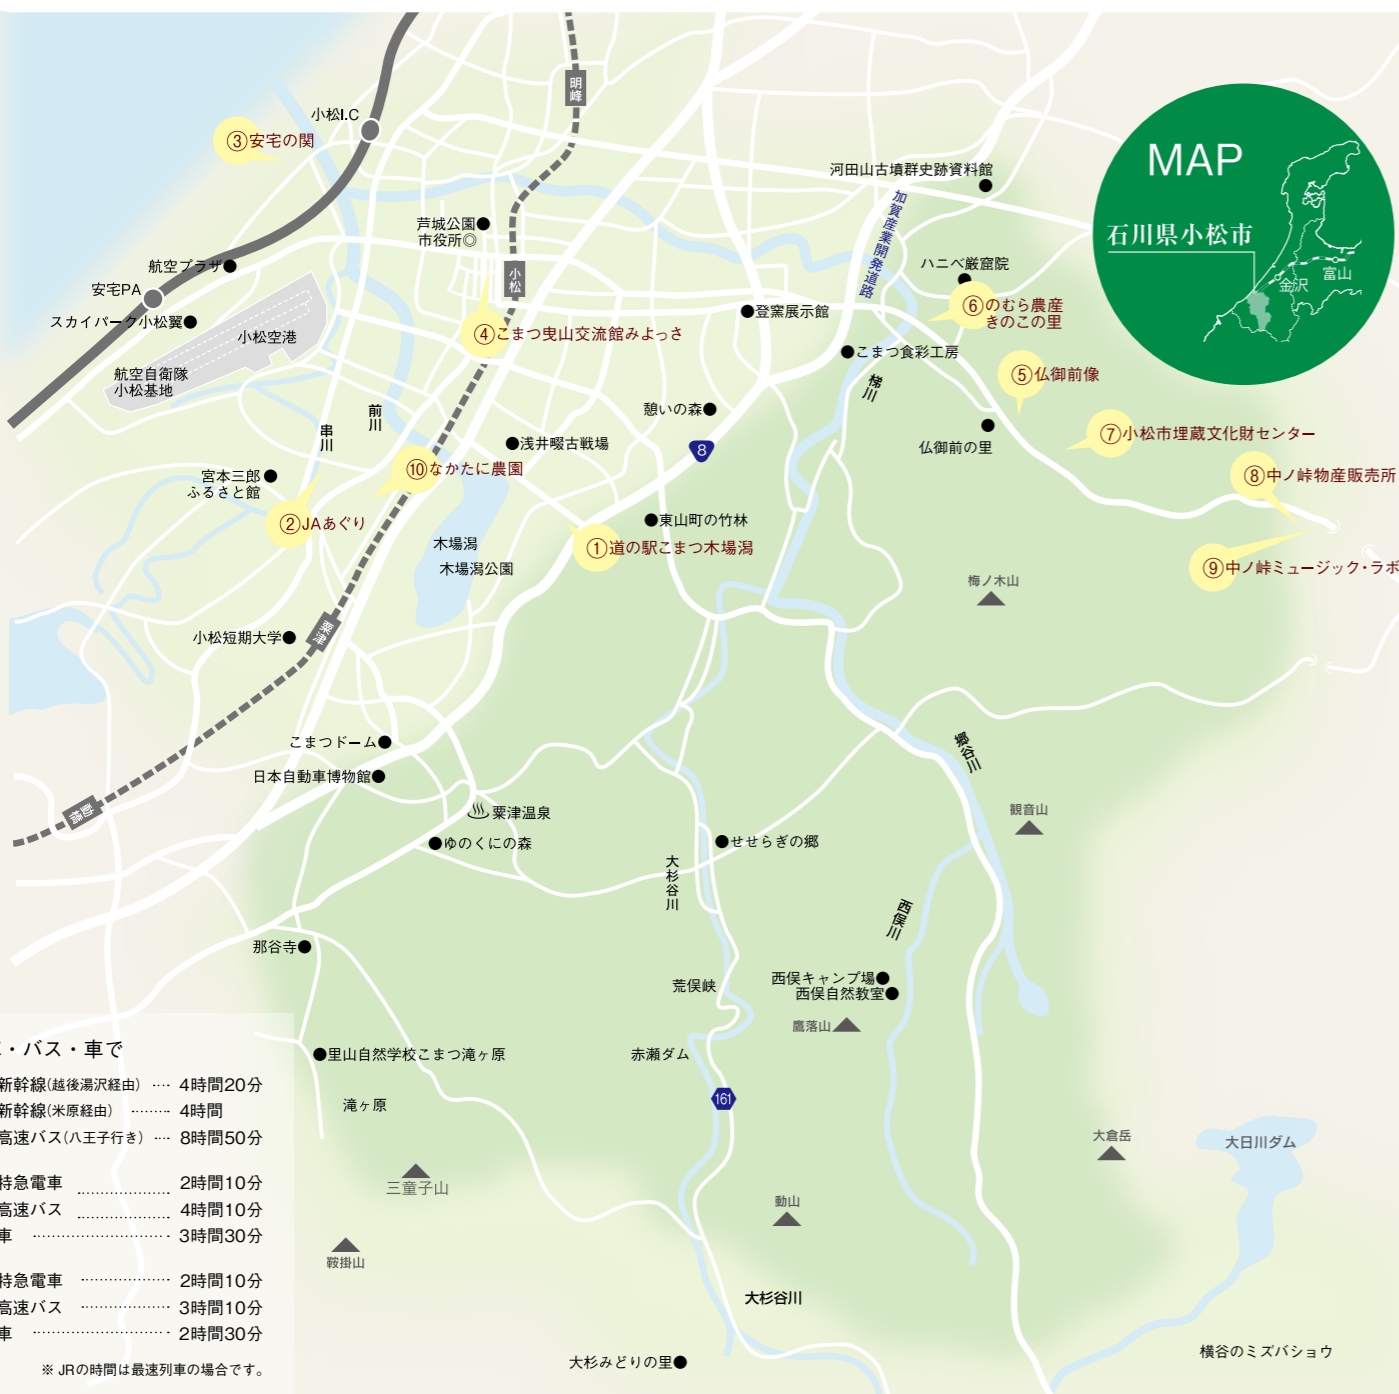 明峰
小松I.C
③安宅の関
MAP
石川県小松市
金沢
富山
河田山古墳群史跡資料館
加賀産業開発道路
芦城公園
市役所◎
小松
航空プラザ
安宅PA
スカイパーク小松翼
小松空港
航空自衛隊
小松基地
ハニベ巌窟院
⑥のむら農産
きのこの里
登窯展示館
④こまつ曳山交流館みよっさ
こまつ食彩工房
⑤仏御前像
梯川
前川
串川
憩いの森
浅井畷古戦場
8
仏御前の里
⑦小松市埋蔵文化財センター
⑩なかたに農園
宮本三郎
ふるさと館
⑧中ノ峠物産販売所
②JAあぐり
東山町の竹林
①道の駅こまつ木場潟
木場潟
木場潟公園
⑨中ノ峠ミュージック・ラボ
梅ノ木山
小松短期大学
粟津
こまつドーム
郷谷川
日本自動車博物館
動橋
粟津温泉
観音山
ゆのくにの森
せせらぎの郷
大杉谷川
西俣川
那谷寺
荒俣峡
西俣キャンプ場
西俣自然教室
鷹落山
里山自然学校こまつ滝ヶ原
赤瀬ダム
滝ヶ原
161
大倉岳
大日川ダム
三童子山
動山
鞍掛山
大杉谷川
大杉みどりの里
横谷のミズバショウ
・バス・車で
新幹線(越後湯沢経由) 4時間20分
新幹線(米原経由) 4時間
高速バス(八王子行き) 8時間50分
特急電車 2時間10分
高速バス 4時間10分
車 3時間30分
特急電車 2時間10分
高速バス 3時間10分
車 2時間30分
※JRの時間は最速列車の場合です。